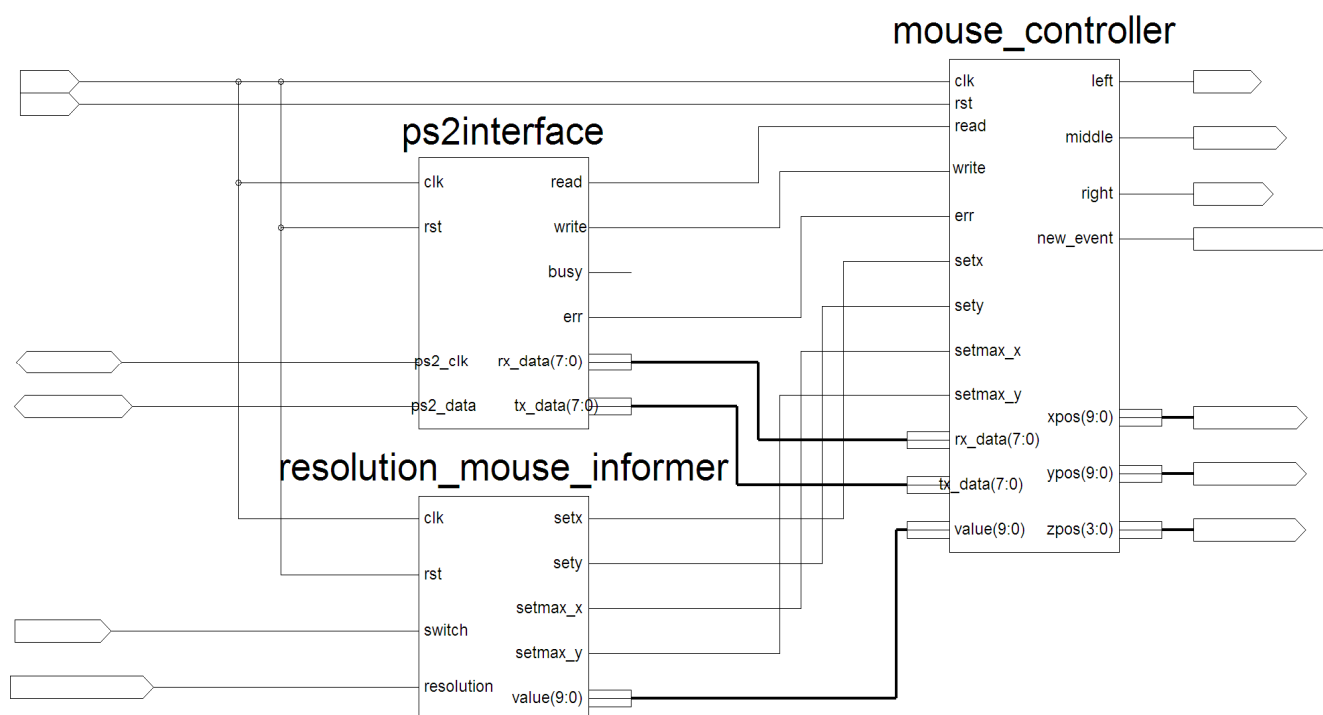 mouse_controller
clk left
rst
read middle
write right
err new_event
setx
sety
setmax_x
setmax_y
xpos(9:0)
rx_data(7:0)
ypos(9:0)
tx_data(7:0)
value(9:0) zpos(3:0)
ps2interface
clk read
rst write
busy
err
ps2_clk rx_data(7:0)
ps2_data tx_data(7:0)
resolution_mouse_informer
clk setx
sety
rst
setmax_x
switch
setmax_y
resolution
value(9:0)